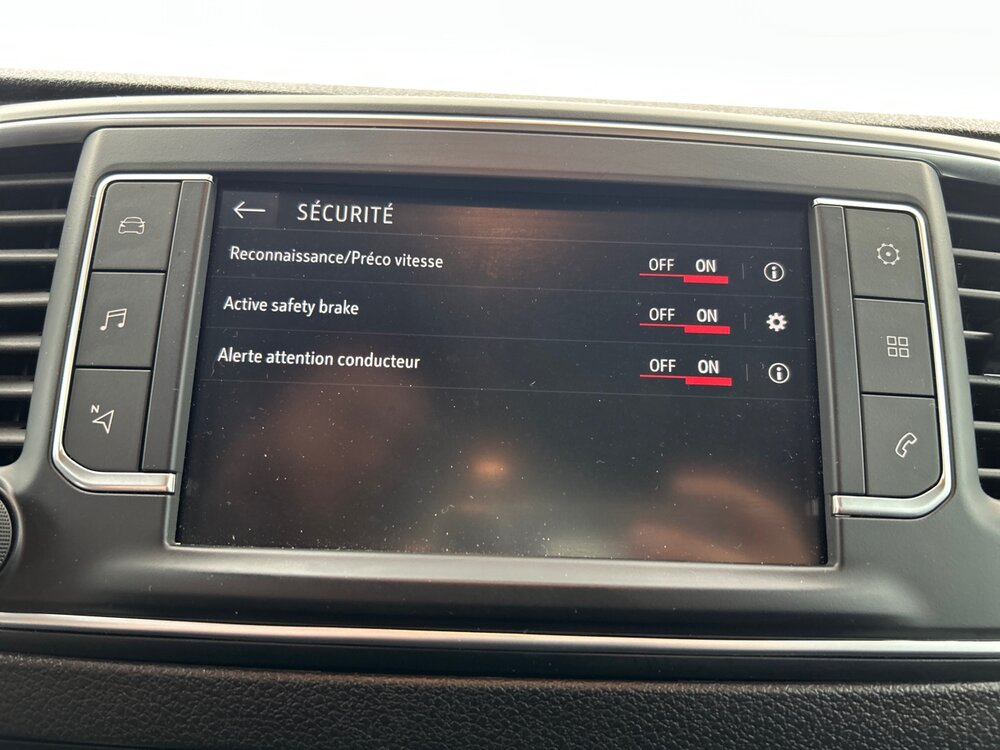 SÉCURITÉ
Reconnaissance/Préco vitesse OFF ON
Active safety brake OFF ON
Alerte attention conducteur OFF ON
N